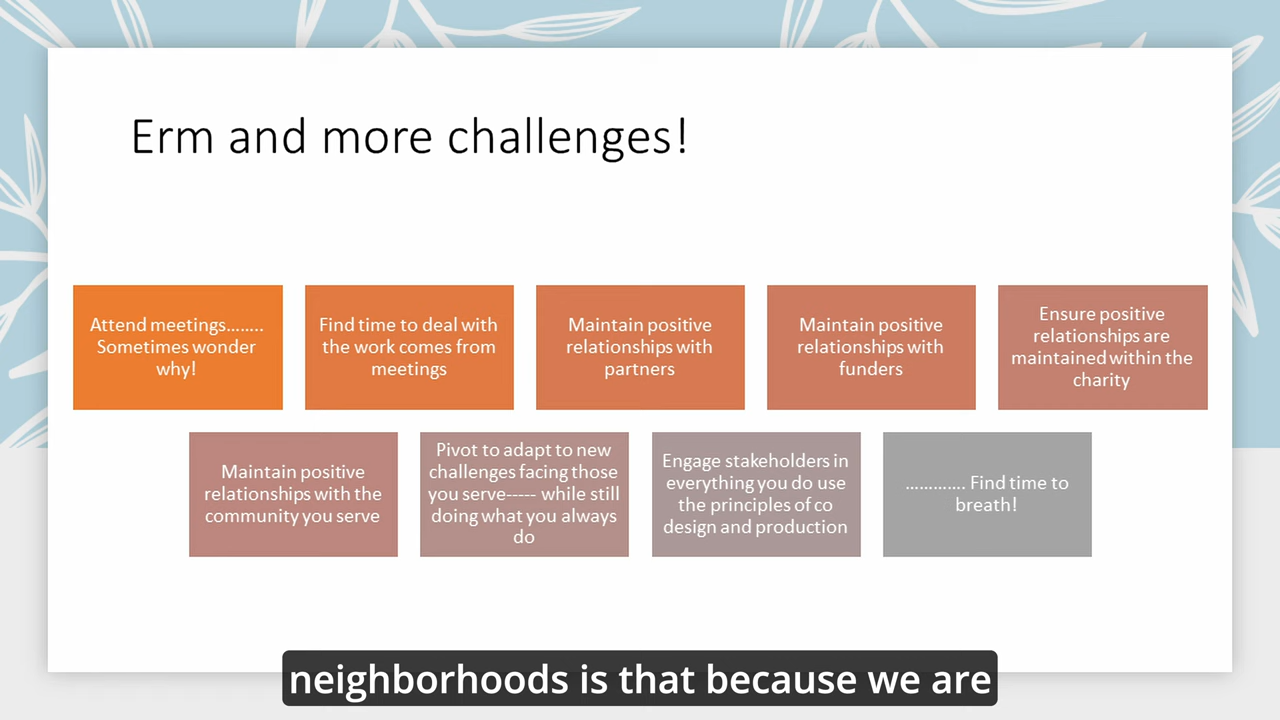 Erm and more challenges!
Attend meetings........
Sometimes wonder
why!
Find time to deal with
the work comes from
meetings
Maintain positive
relationships with
partners
Maintain positive
relationships with
funders
Ensure positive
relationships are
maintained within the
charity
Maintain positive
relationships with the
community you serve
Pivot to adapt to new
challenges facing those
you serve----- while still
doing what you always
do
Engage stakeholders in
everything you do use
the principles of co
design and production
............. Find time to
breath!
neighborhoods is that because we are